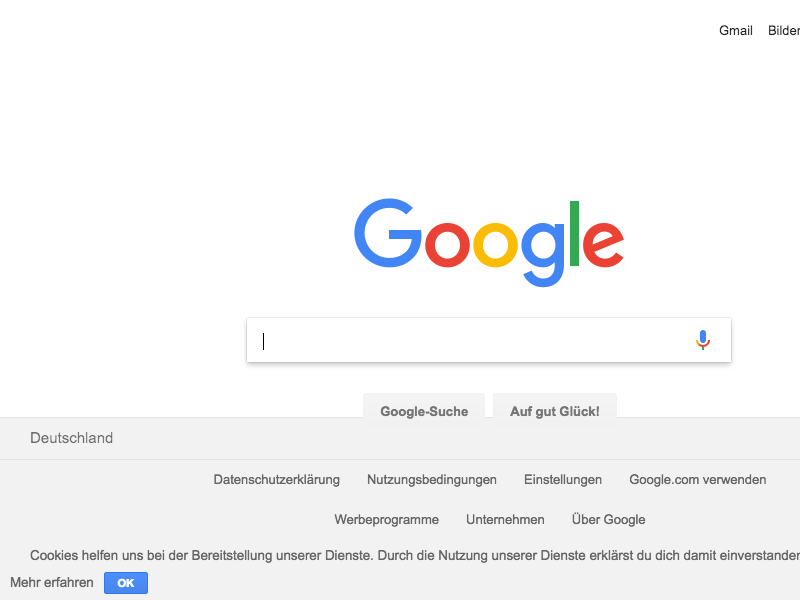 Gmail Bilder
Google
Google-Suche Auf gut Glück!
Deutschland
Datenschutzerklärung Nutzungsbedingungen Einstellungen Google.com verwenden
Werbeprogramme Unternehmen Über Google
Cookies helfen uns bei der Bereitstellung unserer Dienste. Durch die Nutzung unserer Dienste erklärst du dich damit einverstanden
Mehr erfahren OK